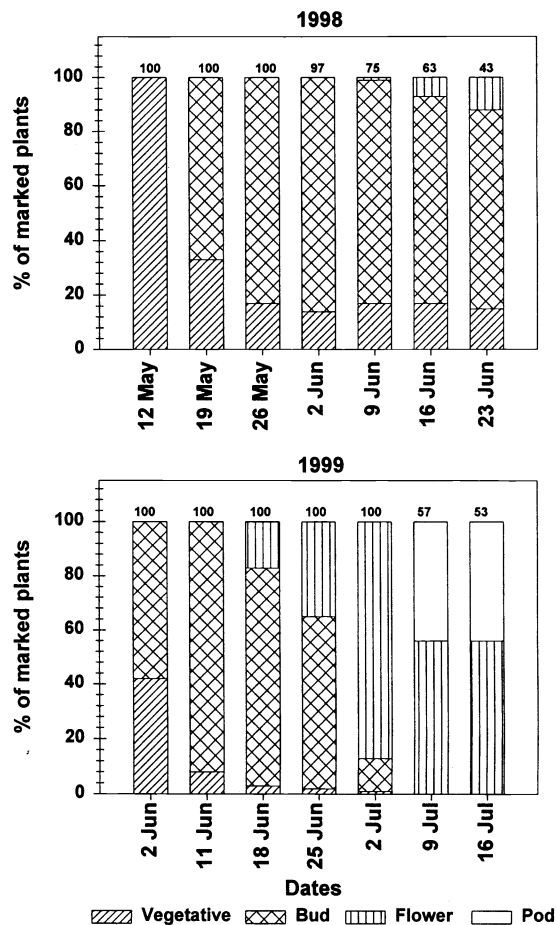 1998
100 100 100 97 75 63 43
100
80
60
40
20
0
% of marked plants
12 May 19 May 26 May 2 Jun 9 Jun 16 Jun 23 Jun
1999
100 100 100 100 100 57 53
100
80
60
40
20
0
% of marked plants
2 Jun 11 Jun 18 Jun 25 Jun 2 Jul 9 Jul 16 Jul
Dates
Vegetative Bud Flower Pod